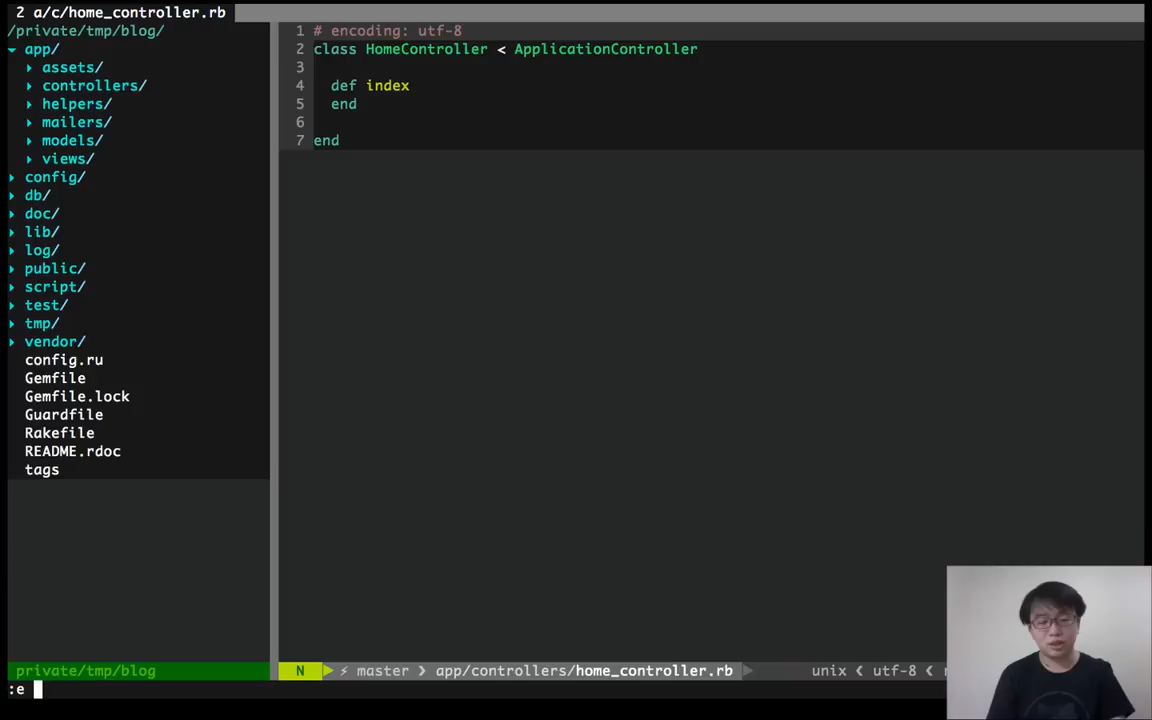 2 a/c/home_controller.rb
/private/tmp/blog/
app/
assets/
controllers/
helpers/
mailers/
models/
views/
config/
db/
doc/
lib/
log/
public/
script/
test/
tmp/
vendor/
config.ru
Gemfile
Gemfile.lock
Guardfile
Rakefile
README.rdoc
tags
1 # encoding: utf-8
2 class HomeController < ApplicationController
3
4 def index
5 end
6
7 end
private/tmp/blog
N ⚡ master ❯ app/controllers/home_controller.rb unix ❮ utf-8 ❮
:e